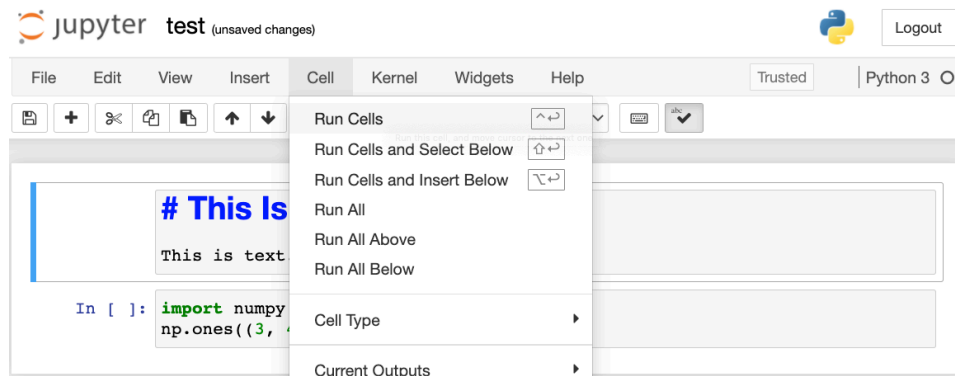 jupyter test (unsaved changes)
Logout
File Edit View Insert Cell Kernel Widgets Help
Trusted
Python 3
abc
Run Cells
Run Cells and Select Below
Run Cells and Insert Below
Run All
Run All Above
Run All Below
Cell Type
Current Outputs
# This Is
This is text
In [ ]: import numpy
np.ones((3,